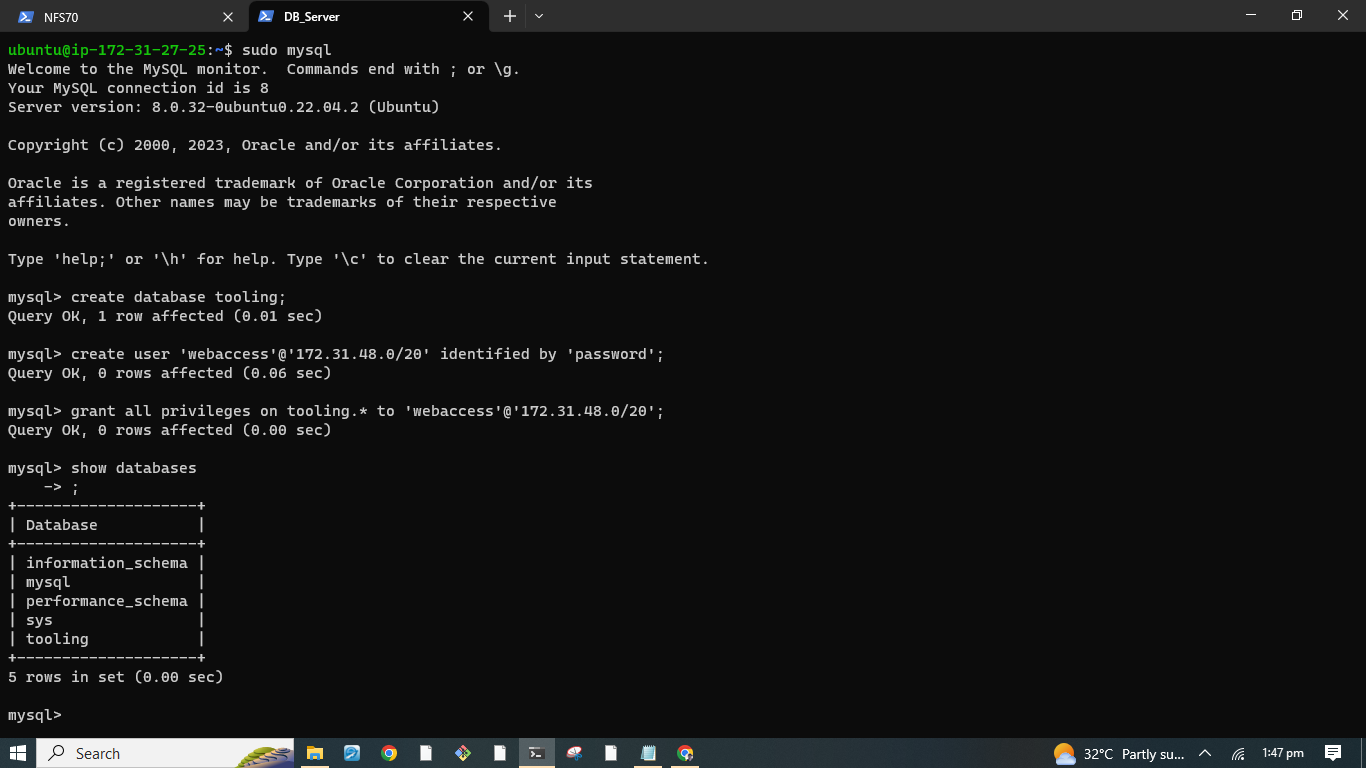 NFS70
DB_Server
ubuntu@ip-172-31-27-25:~$ sudo mysql
Welcome to the MySQL monitor.  Commands end with ; or \g.
Your MySQL connection id is 8
Server version: 8.0.32-0ubuntu0.22.04.2 (Ubuntu)
Copyright (c) 2000, 2023, Oracle and/or its affiliates.
Oracle is a registered trademark of Oracle Corporation and/or its
affiliates. Other names may be trademarks of their respective
owners.
Type 'help;' or '\h' for help. Type '\c' to clear the current input statement.
mysql> create database tooling;
Query OK, 1 row affected (0.01 sec)
mysql> create user 'webaccess'@'172.31.48.0/20' identified by 'password';
Query OK, 0 rows affected (0.06 sec)
mysql> grant all privileges on tooling.* to 'webaccess'@'172.31.48.0/20';
Query OK, 0 rows affected (0.00 sec)
mysql> show databases
    -> ;
+--------------------+
| Database           |
+--------------------+
| information_schema |
| mysql              |
| performance_schema |
| sys                |
| tooling            |
+--------------------+
5 rows in set (0.00 sec)
mysql>
Search
32°C Partly su...
1:47 pm